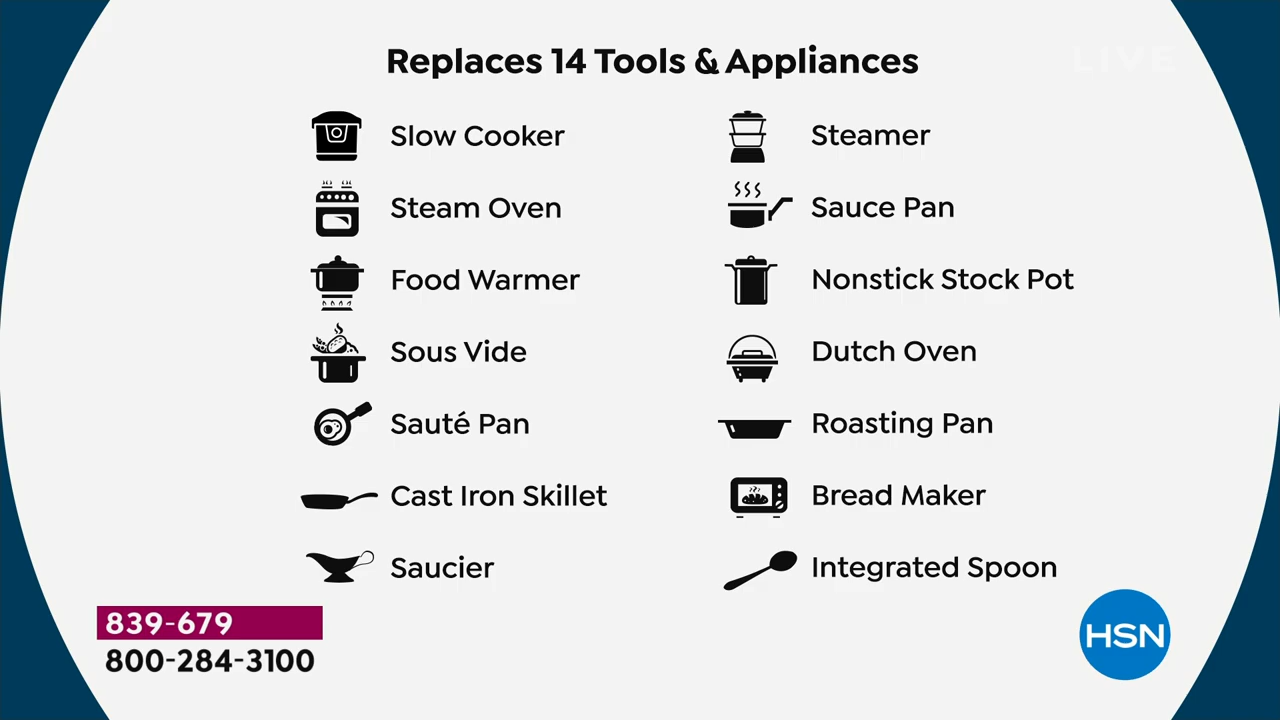 Replaces 14 Tools & Appliances
LIVE
Slow Cooker
Steam Oven
Food Warmer
Sous Vide
Sauté Pan
Cast Iron Skillet
Saucier
Steamer
Sauce Pan
Nonstick Stock Pot
Dutch Oven
Roasting Pan
Bread Maker
Integrated Spoon
839-679
800-284-3100
HSN